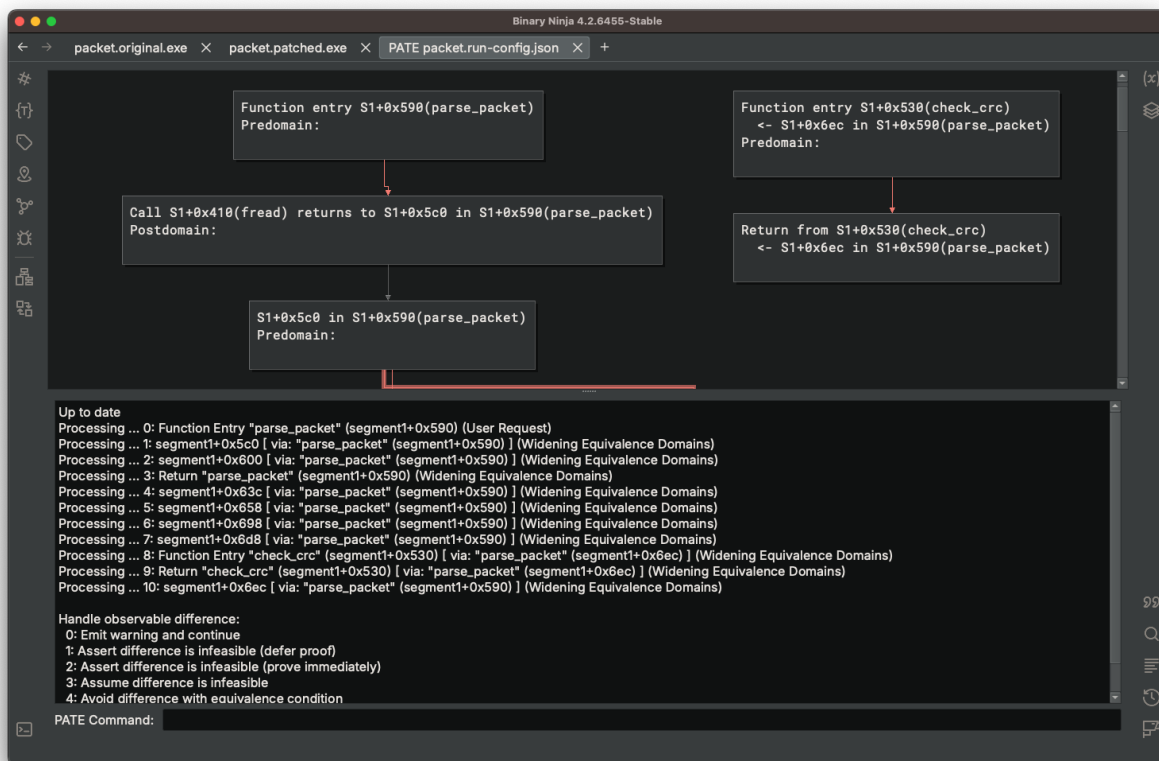 Binary Ninja 4.2.6455-Stable
packet.original.exe
packet.patched.exe
PATE packet.run-config.json
Function entry S1+0x590(parse_packet)
Predomain:
Function entry S1+0x530(check_crc)
<- S1+0x6ec in S1+0x590(parse_packet)
Predomain:
Call S1+0x410(fread) returns to S1+0x5c0 in S1+0x590(parse_packet)
Postdomain:
Return from S1+0x530(check_crc)
<- S1+0x6ec in S1+0x590(parse_packet)
S1+0x5c0 in S1+0x590(parse_packet)
Predomain:
Up to date
Processing ... 0: Function Entry "parse_packet" (segment1+0x590) (User Request)
Processing ... 1: segment1+0x5c0 [ via: "parse_packet" (segment1+0x590) ] (Widening Equivalence Domains)
Processing ... 2: segment1+0x600 [ via: "parse_packet" (segment1+0x590) ] (Widening Equivalence Domains)
Processing ... 3: Return "parse_packet" (segment1+0x590) (Widening Equivalence Domains)
Processing ... 4: segment1+0x63c [ via: "parse_packet" (segment1+0x590) ] (Widening Equivalence Domains)
Processing ... 5: segment1+0x658 [ via: "parse_packet" (segment1+0x590) ] (Widening Equivalence Domains)
Processing ... 6: segment1+0x698 [ via: "parse_packet" (segment1+0x590) ] (Widening Equivalence Domains)
Processing ... 7: segment1+0x6d8 [ via: "parse_packet" (segment1+0x590) ] (Widening Equivalence Domains)
Processing ... 8: Function Entry "check_crc" (segment1+0x530) [ via: "parse_packet" (segment1+0x6ec) ] (Widening Equivalence Domains)
Processing ... 9: Return "check_crc" (segment1+0x530) [ via: "parse_packet" (segment1+0x6ec) ] (Widening Equivalence Domains)
Processing ... 10: segment1+0x6ec [ via: "parse_packet" (segment1+0x590) ] (Widening Equivalence Domains)
Handle observable difference:
0: Emit warning and continue
1: Assert difference is infeasible (defer proof)
2: Assert difference is infeasible (prove immediately)
3: Assume difference is infeasible
4: Avoid difference with equivalence condition
PATE Command: